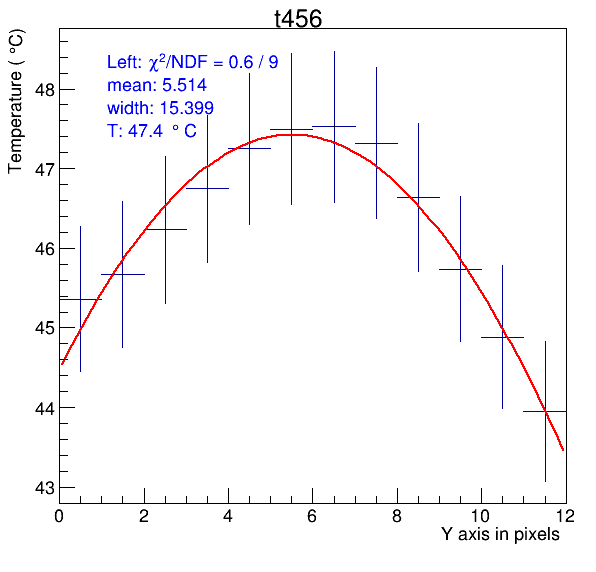 t456
Left: χ²/NDF = 0.6 / 9
mean: 5.514
width: 15.399
T: 47.4 ° C
Temperature ( °C)
48
47
46
45
44
43
0 2 4 6 8 10 12
Y axis in pixels